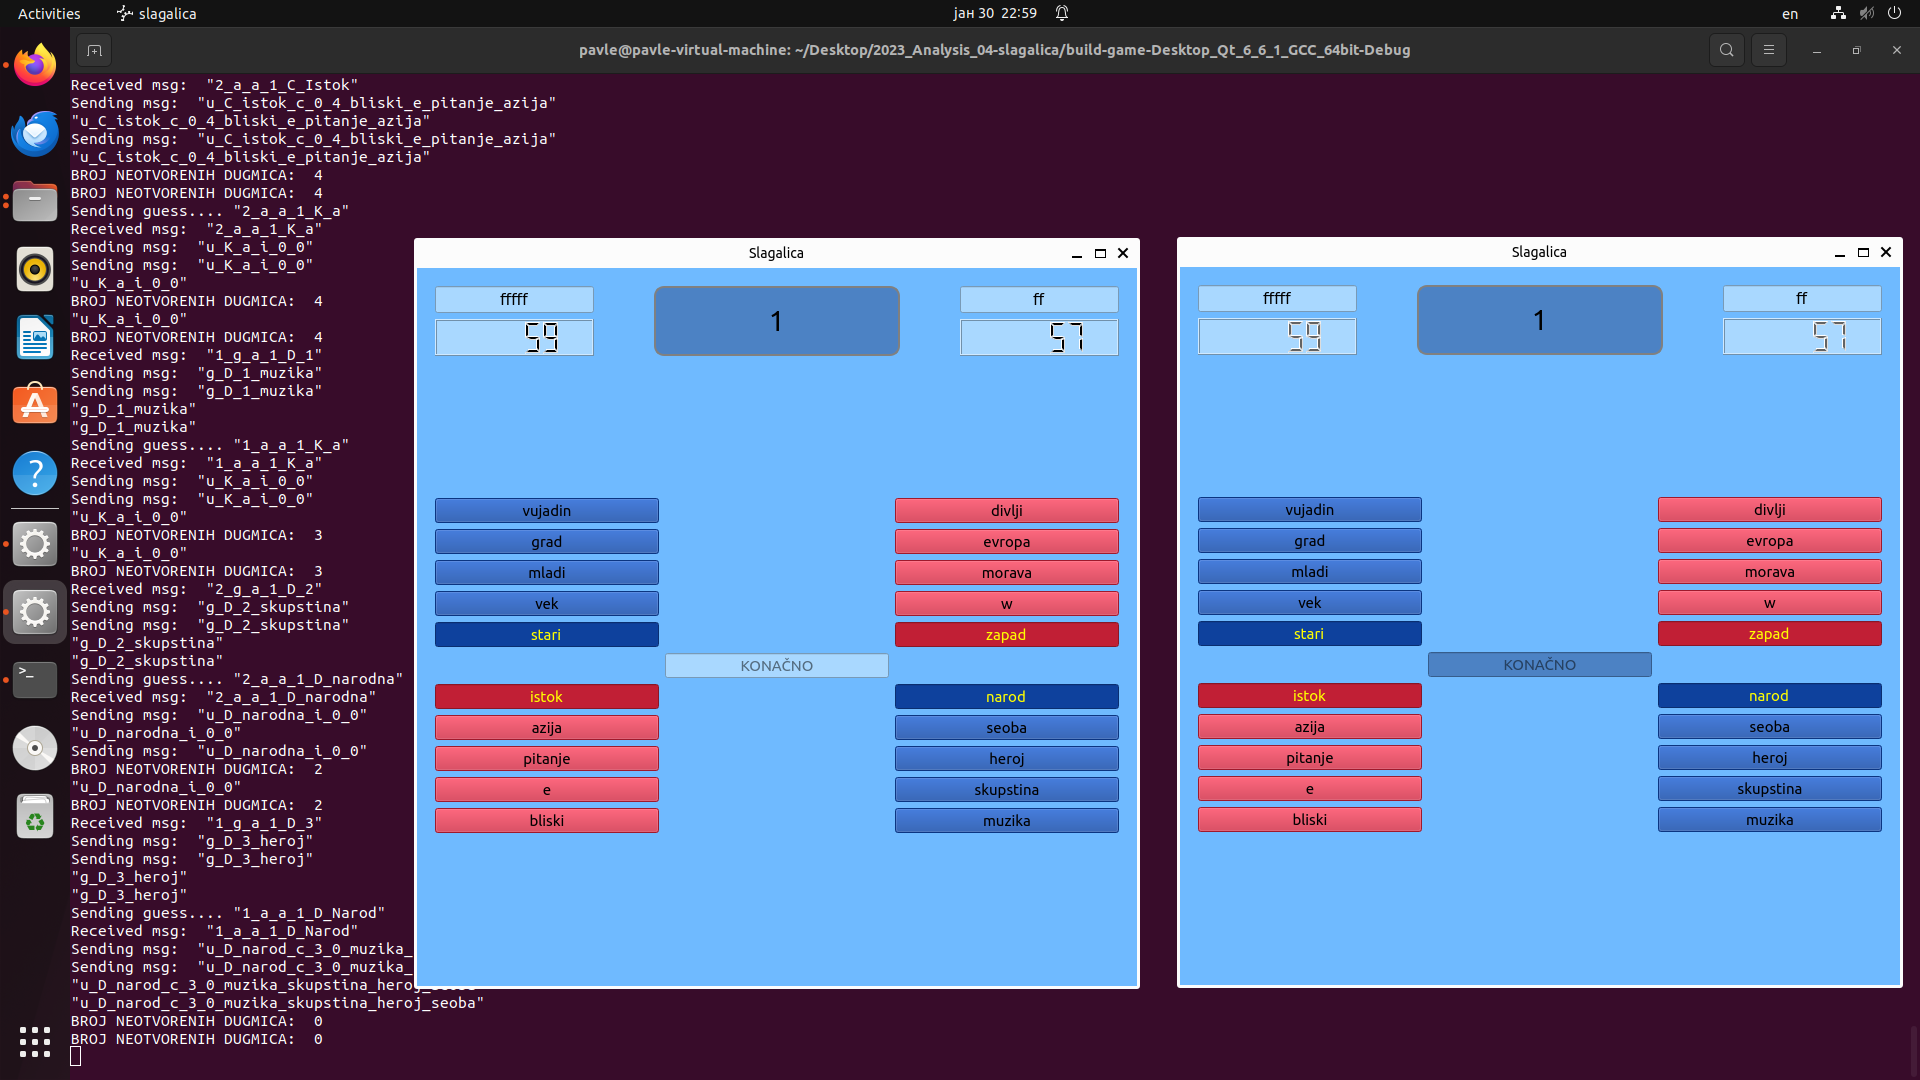 Activities
slagalica
јан 30 22:59
en
pavle@pavle-virtual-machine: ~/Desktop/2023_Analysis_04-slagalica/build-game-Desktop_Qt_6_6_1_GCC_64bit-Debug
Received msg:  "2_a_a_1_C_Istok"
Sending msg:  "u_C_istok_c_0_4_bliski_e_pitanje_azija"
"u_C_istok_c_0_4_bliski_e_pitanje_azija"
Sending msg:  "u_C_istok_c_0_4_bliski_e_pitanje_azija"
"u_C_istok_c_0_4_bliski_e_pitanje_azija"
BROJ NEOTVORENIH DUGMICA:  4
BROJ NEOTVORENIH DUGMICA:  4
Sending guess.... "2_a_a_1_K_a"
Received msg:  "2_a_a_1_K_a"
Sending msg:  "u_K_a_i_0_0"
Sending msg:  "u_K_a_i_0_0"
"u_K_a_i_0_0"
BROJ NEOTVORENIH DUGMICA:  4
"u_K_a_i_0_0"
BROJ NEOTVORENIH DUGMICA:  4
Received msg:  "1_g_a_1_D_1"
Sending msg:  "g_D_1_muzika"
Sending msg:  "g_D_1_muzika"
"g_D_1_muzika"
"g_D_1_muzika"
Sending guess.... "1_a_a_1_K_a"
Received msg:  "1_a_a_1_K_a"
Sending msg:  "u_K_a_i_0_0"
Sending msg:  "u_K_a_i_0_0"
"u_K_a_i_0_0"
BROJ NEOTVORENIH DUGMICA:  3
"u_K_a_i_0_0"
BROJ NEOTVORENIH DUGMICA:  3
Received msg:  "2_g_a_1_D_2"
Sending msg:  "g_D_2_skupstina"
Sending msg:  "g_D_2_skupstina"
"g_D_2_skupstina"
"g_D_2_skupstina"
Sending guess.... "2_a_a_1_D_narodna"
Received msg:  "2_a_a_1_D_narodna"
Sending msg:  "u_D_narodna_i_0_0"
"u_D_narodna_i_0_0"
Sending msg:  "u_D_narodna_i_0_0"
BROJ NEOTVORENIH DUGMICA:  2
"u_D_narodna_i_0_0"
BROJ NEOTVORENIH DUGMICA:  2
Received msg:  "1_g_a_1_D_3"
Sending msg:  "g_D_3_heroj"
Sending msg:  "g_D_3_heroj"
"g_D_3_heroj"
"g_D_3_heroj"
Sending guess.... "1_a_a_1_D_Narod"
Received msg:  "1_a_a_1_D_Narod"
Sending msg:  "u_D_narod_c_3_0_muzika_
Sending msg:  "u_D_narod_c_3_0_muzika_
"u_D_narod_c_3_0_muzika_skupstina_heroj_seoba"
"u_D_narod_c_3_0_muzika_skupstina_heroj_seoba"
BROJ NEOTVORENIH DUGMICA:  0
BROJ NEOTVORENIH DUGMICA:  0
Slagalica
fffff
1
ff
59
57
vujadin
divlji
grad
evropa
mladi
morava
vek
w
stari
zapad
KONAČNO
istok
narod
azija
seoba
pitanje
heroj
e
skupstina
bliski
muzika
Slagalica
fffff
1
ff
59
57
vujadin
divlji
grad
evropa
mladi
morava
vek
w
stari
zapad
KONAČNO
istok
narod
azija
seoba
pitanje
heroj
e
skupstina
bliski
muzika